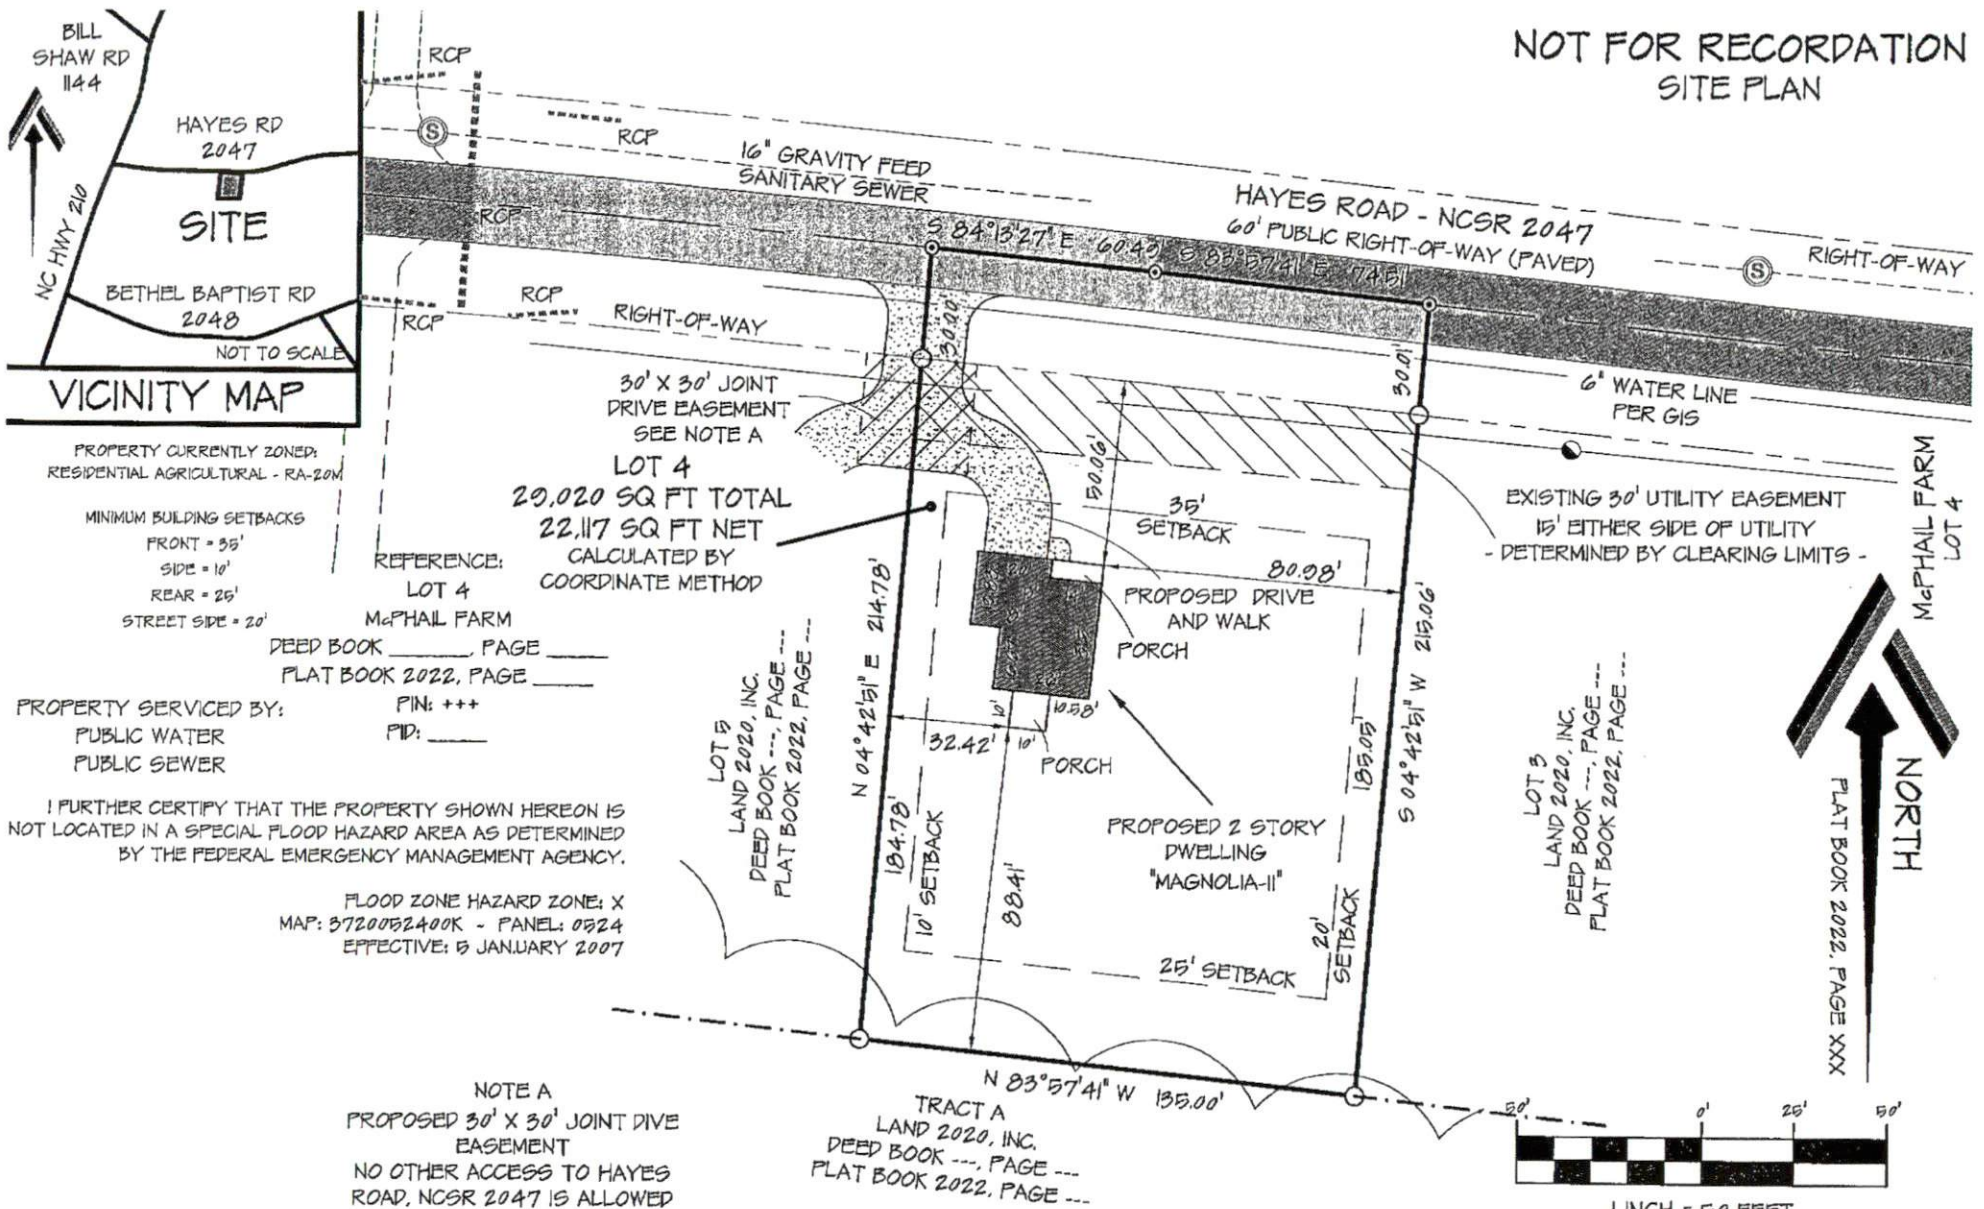 NOT FOR RECORDATION
SITE PLAN
BILL
SHAW RD
1144
HAYES RD
2047
SITE
NC HWY 210
BETHEL BAPTIST RD
2048
NOT TO SCALE
VICINITY MAP
RCP
RCP
RCP
RCP
RCP
16" GRAVITY FEED
SANITARY SEWER
HAYES ROAD - NCSR 2047
60' PUBLIC RIGHT-OF-WAY (PAVED)
RIGHT-OF-WAY
S
S
S 84°13'27" E 60.49'
S 83°57'41" E 74.51'
RIGHT-OF-WAY
30.00'
30.01'
6" WATER LINE
PER GIS
30' X 30' JOINT
DRIVE EASEMENT
SEE NOTE A
LOT 4
29,020 SQ FT TOTAL
22,117 SQ FT NET
CALCULATED BY
COORDINATE METHOD
50.06'
35'
SETBACK
EXISTING 30' UTILITY EASEMENT
15' EITHER SIDE OF UTILITY
- DETERMINED BY CLEARING LIMITS -
McPHAIL FARM
LOT 4
PROPERTY CURRENTLY ZONED:
RESIDENTIAL AGRICULTURAL - RA-20M
MINIMUM BUILDING SETBACKS
FRONT = 35'
SIDE = 10'
REAR = 25'
STREET SIDE = 20'
REFERENCE:
LOT 4
McPHAIL FARM
DEED BOOK ______, PAGE _____
PLAT BOOK 2022, PAGE _____
PIN: +++
PID: _____
PROPERTY SERVICED BY:
PUBLIC WATER
PUBLIC SEWER
80.98'
PROPOSED DRIVE
AND WALK
PORCH
N 04°42'51" E 214.78'
S 04°42'51" W 215.06'
184.78'
185.05'
10'
10.58'
32.42'
10'
PORCH
88.41'
10' SETBACK
20'
SETBACK
25' SETBACK
PROPOSED 2 STORY
DWELLING
"MAGNOLIA-II"
LOT 5
LAND 2020, INC.
DEED BOOK ---, PAGE ---
PLAT BOOK 2022, PAGE ---
LOT 3
LAND 2020, INC.
DEED BOOK ---, PAGE ---
PLAT BOOK 2022, PAGE ---
NORTH
PLAT BOOK 2022, PAGE XXX
I FURTHER CERTIFY THAT THE PROPERTY SHOWN HEREON IS
NOT LOCATED IN A SPECIAL FLOOD HAZARD AREA AS DETERMINED
BY THE FEDERAL EMERGENCY MANAGEMENT AGENCY.
FLOOD ZONE HAZARD ZONE: X
MAP: 3720052400K - PANEL: 0524
EFFECTIVE: 5 JANUARY 2007
N 83°57'41" W 135.00'
TRACT A
LAND 2020, INC.
DEED BOOK ---, PAGE ---
PLAT BOOK 2022, PAGE ---
NOTE A
PROPOSED 30' X 30' JOINT DIVE
EASEMENT
NO OTHER ACCESS TO HAYES
ROAD, NCSR 2047 IS ALLOWED
50' 0' 25' 50'
1 INCH = 50 FEET